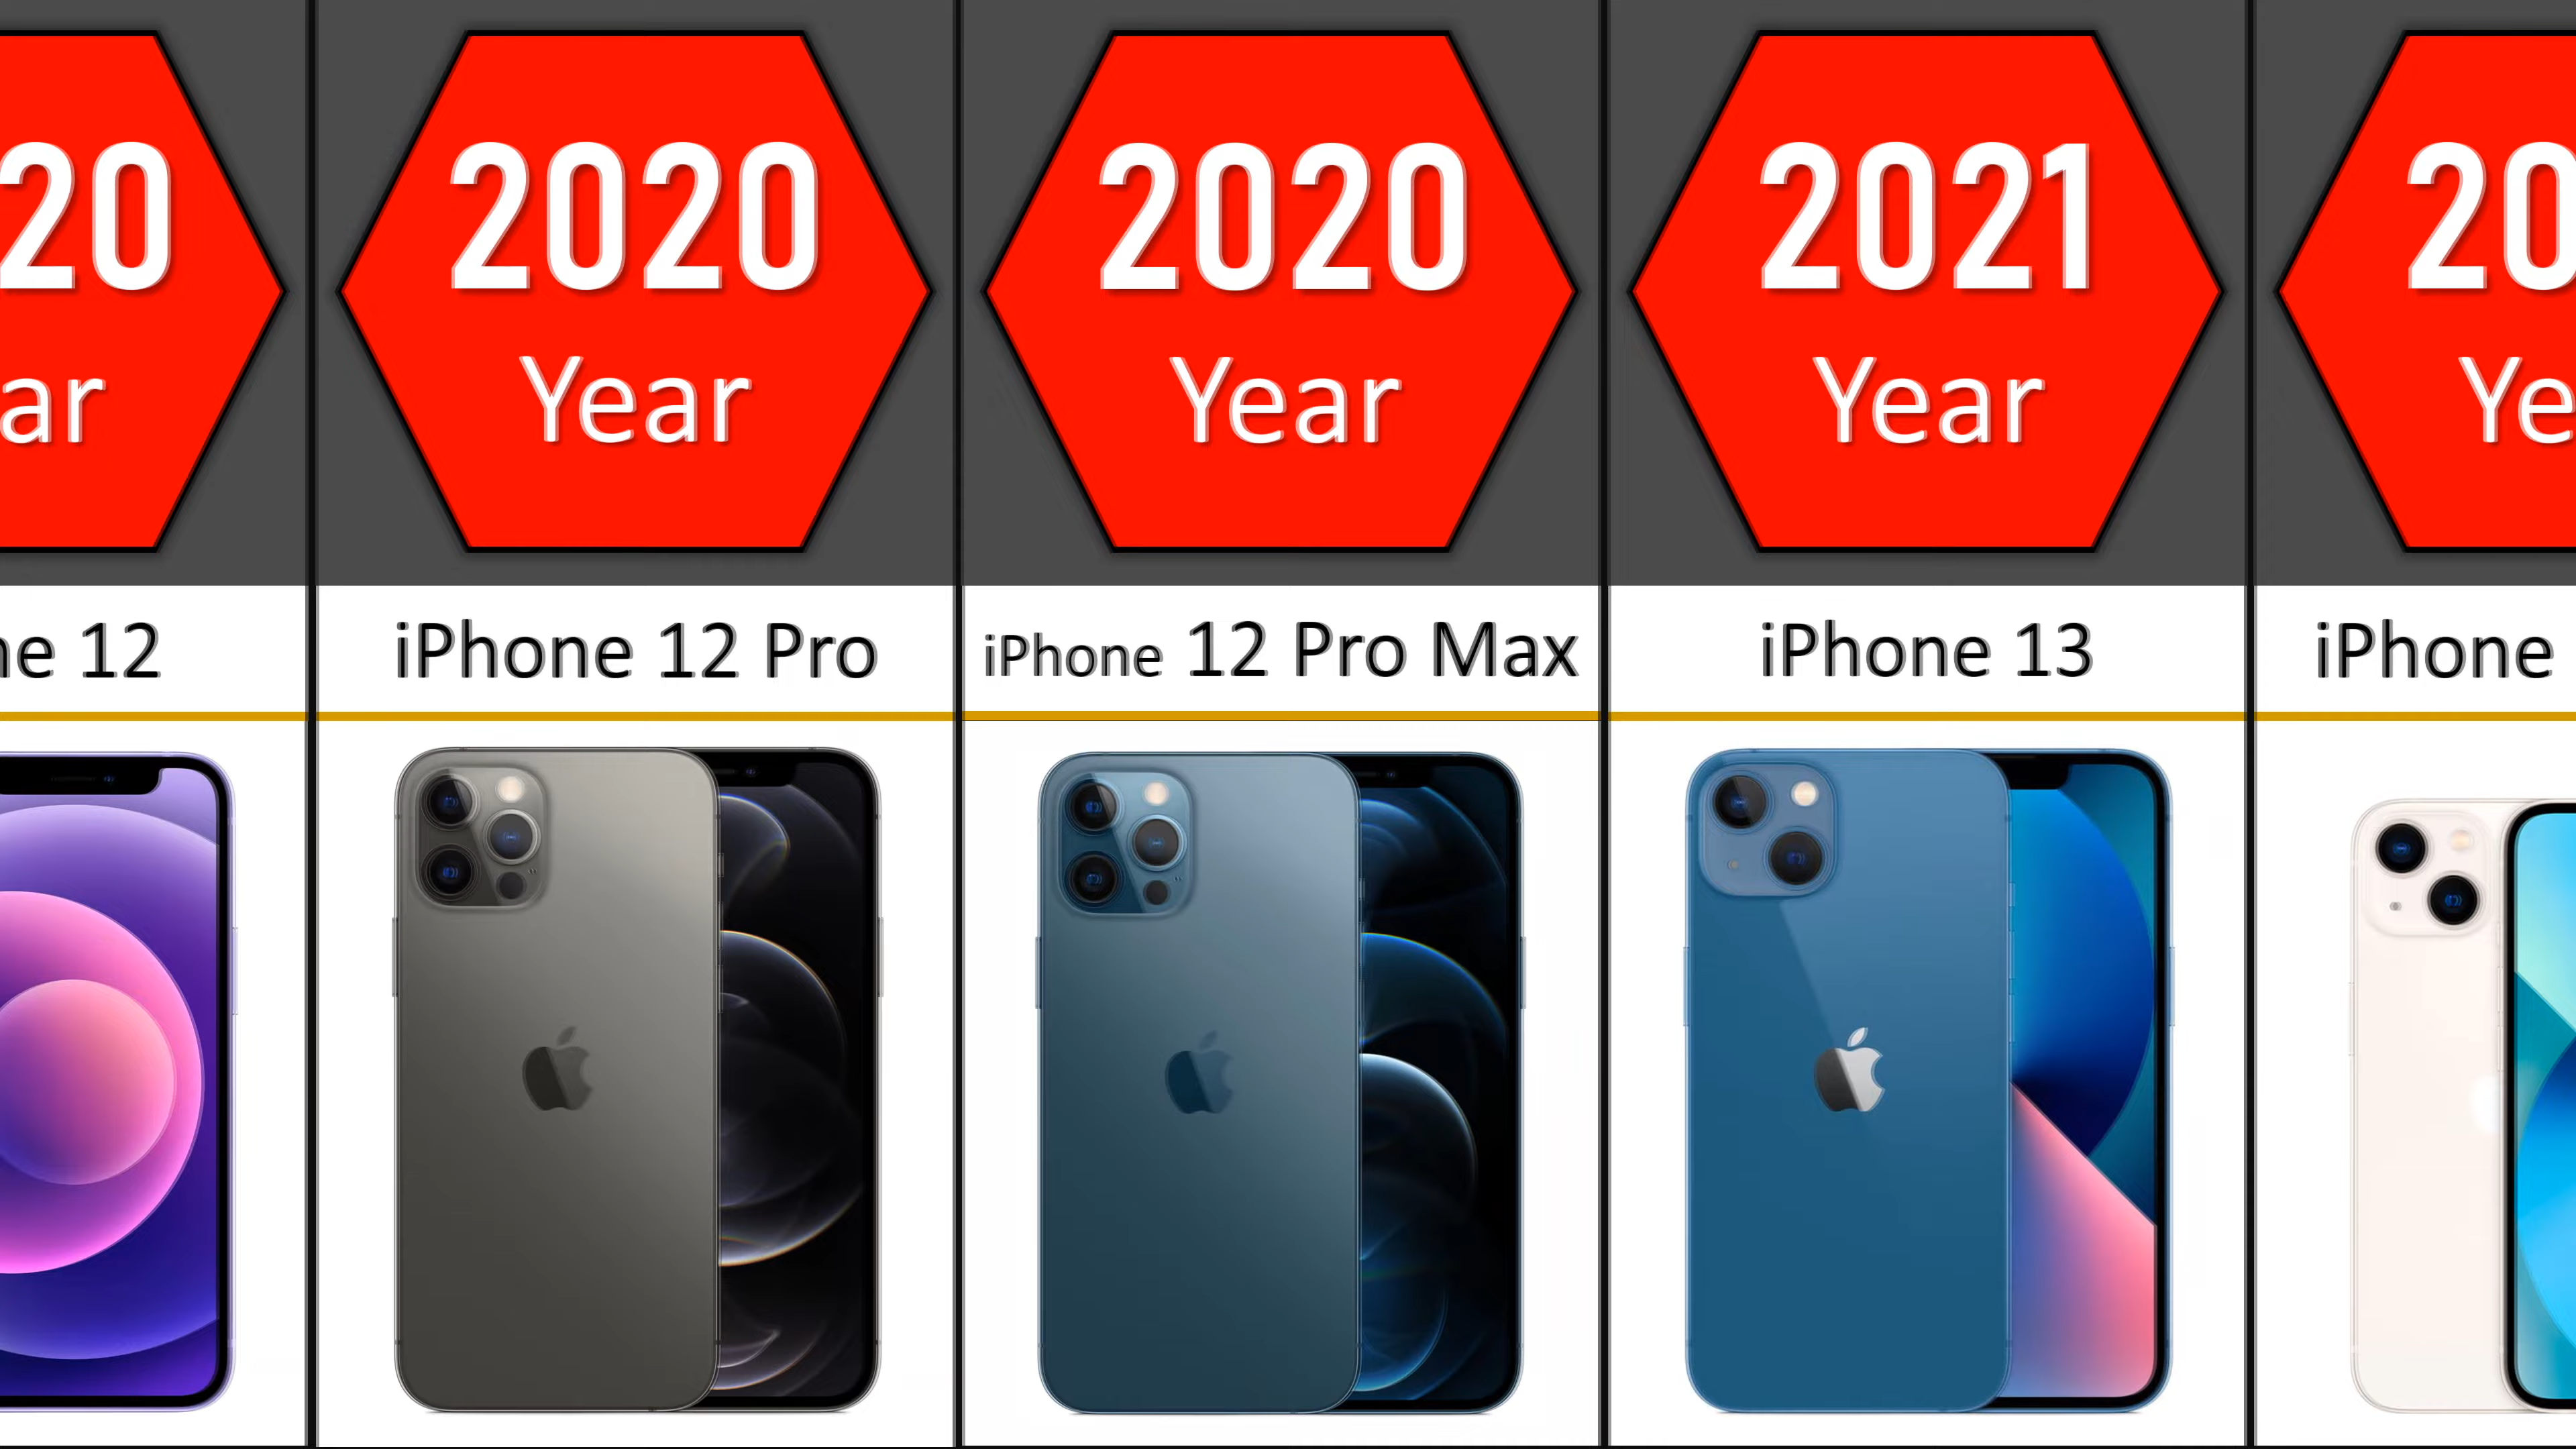 20
ar
ne 12
2020
Year
iPhone 12 Pro
2020
Year
iPhone 12 Pro Max
2021
Year
iPhone 13
20
Ye
iPhone